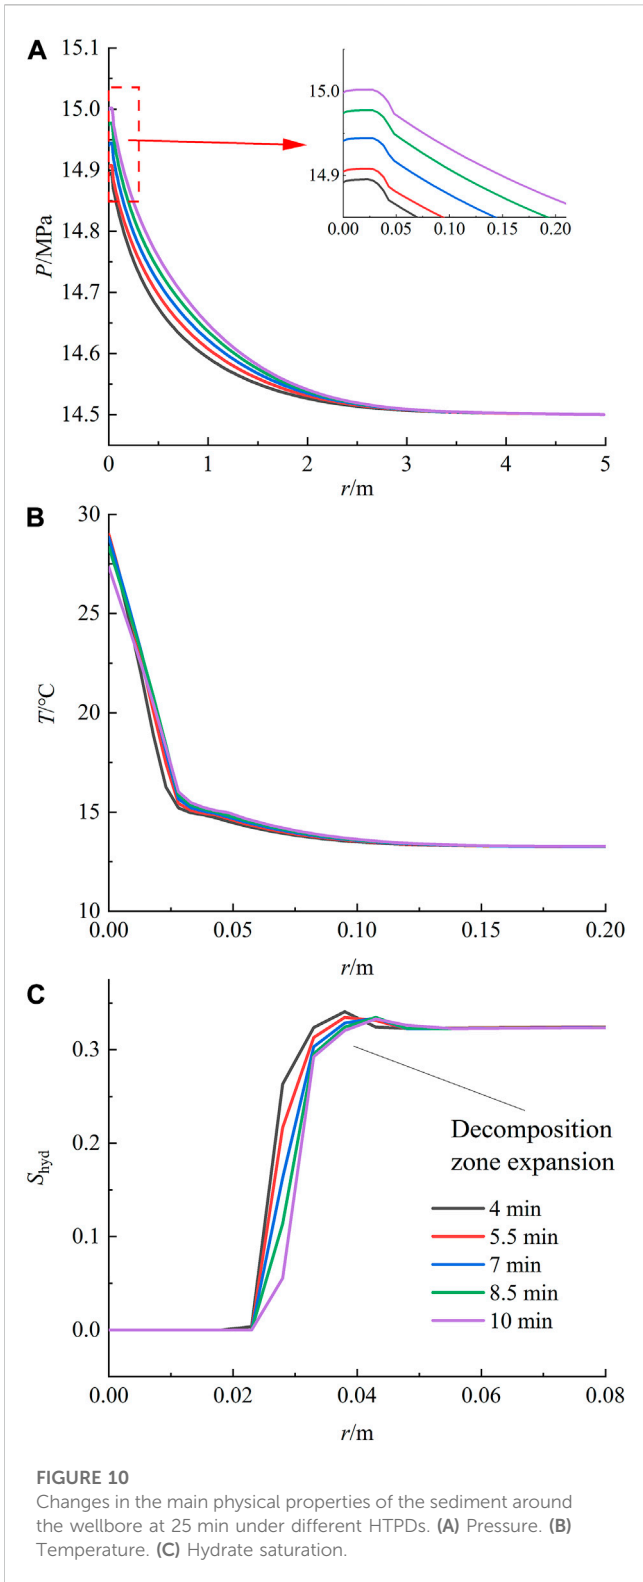 A
15.1
15.0
14.9
14.8
14.7
14.6
14.5
P/MPa
0
1
2
3
4
5
r/m
15.0
14.9
0.00
0.05
0.10
0.15
0.20
B
30
25
20
15
10
T/°C
0.00
0.05
0.10
0.15
0.20
r/m
C
0.3
0.2
0.1
0.0
Shyd
Decomposition
zone expansion
4 min
5.5 min
7 min
8.5 min
10 min
0.00
0.02
0.04
0.06
0.08
r/m
FIGURE 10
Changes in the main physical properties of the sediment around
the wellbore at 25 min under different HTPDs. (A) Pressure. (B)
Temperature. (C) Hydrate saturation.